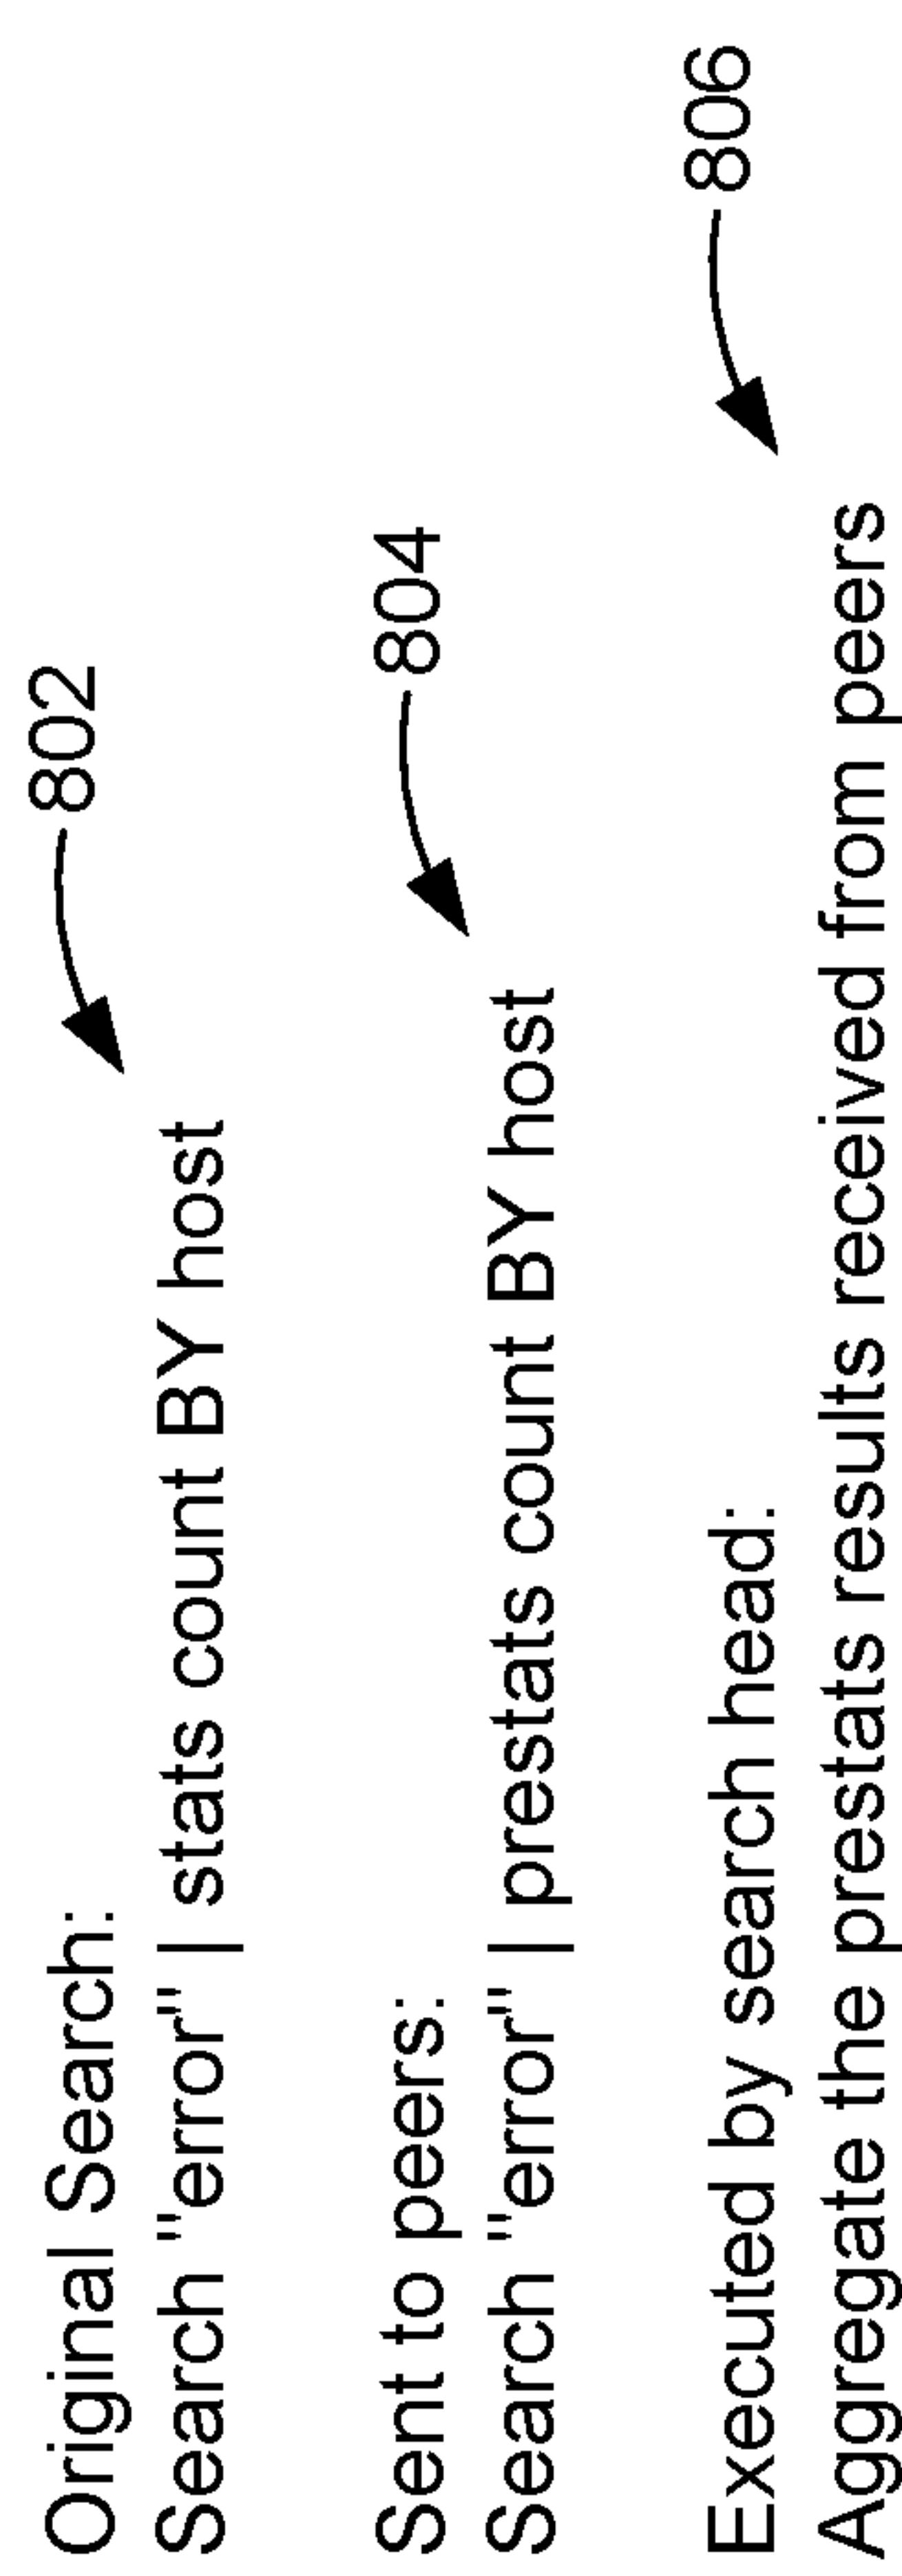 Original Search:
802
Search "error" | stats count BY host
Sent to peers:
804
Search "error" | prestats count BY host
Executed by search head:
806
Aggregate the prestats results received from peers